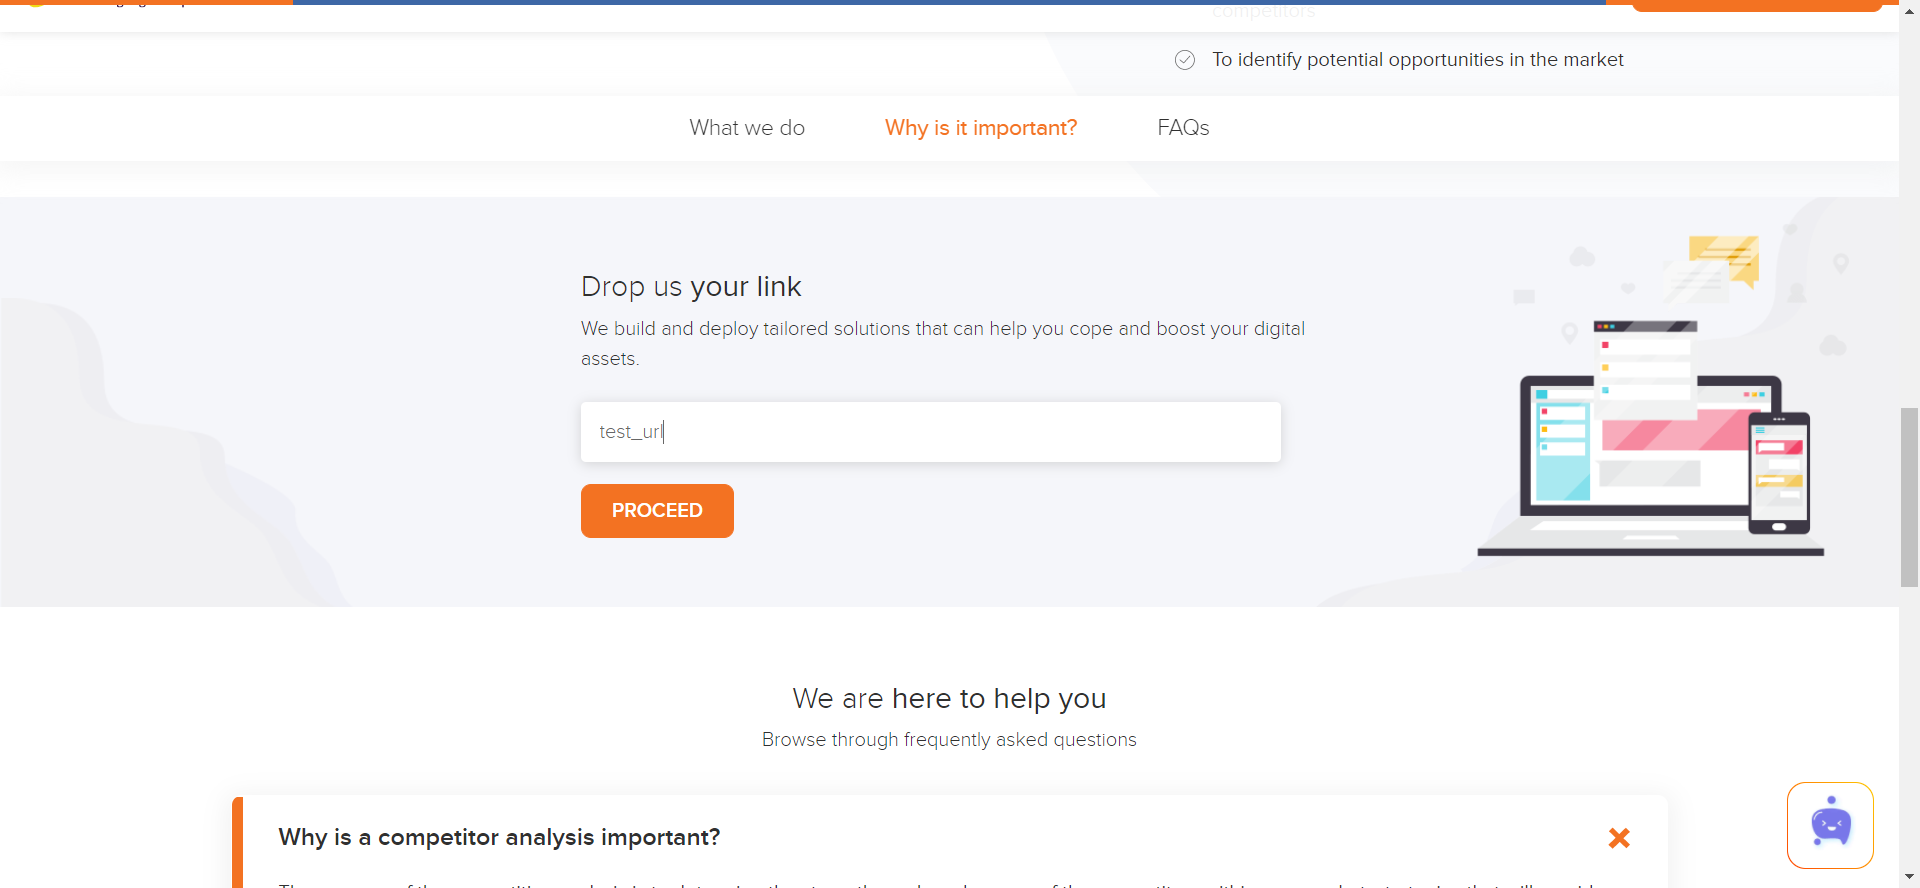 competitors
To identify potential opportunities in the market
What we do
Why is it important?
FAQs
Drop us your link
We build and deploy tailored solutions that can help you cope and boost your digital
assets.
test_url
PROCEED
We are here to help you
Browse through frequently asked questions
Why is a competitor analysis important?